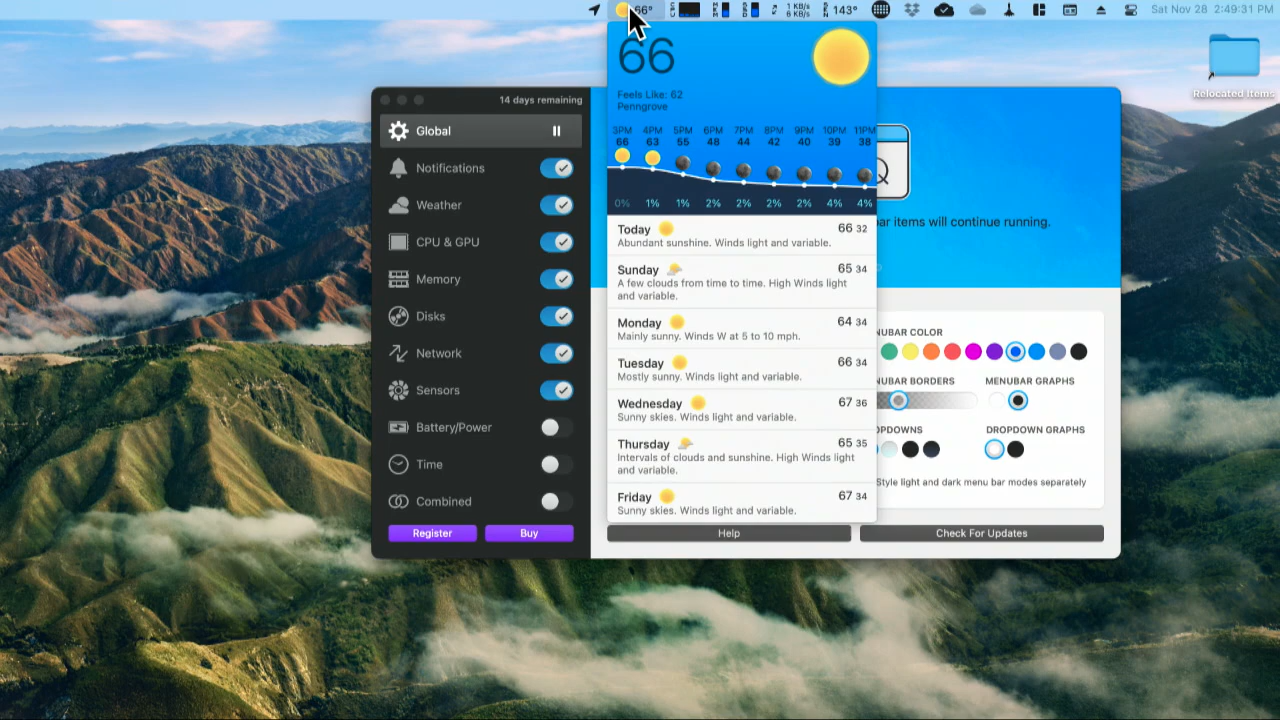 66°
1 KB/s
6 KB/s
143°
Sat Nov 28 2:49:31 PM
Relocated Items
14 days remaining
Global
Notifications
Weather
CPU & GPU
Memory
Disks
Network
Sensors
Battery/Power
Time
Combined
Register
Buy
66
Feels Like: 62
Penngrove
3PM 4PM 5PM 6PM 7PM 8PM 9PM 10PM 11PM
66 63 55 48 44 42 40 39 38
0% 1% 1% 2% 2% 2% 2% 4% 4%
Today 66 32
Abundant sunshine. Winds light and variable.
Sunday 65 34
A few clouds from time to time. High Winds light
and variable.
Monday 64 34
Mainly sunny. Winds W at 5 to 10 mph.
Tuesday 66 34
Mostly sunny. Winds light and variable.
Wednesday 67 36
Sunny skies. Winds light and variable.
Thursday 65 35
Intervals of clouds and sunshine. High Winds light
and variable.
Friday 67 34
Sunny skies. Winds light and variable.
ar items will continue running.
NUBAR COLOR
NUBAR BORDERS
MENUBAR GRAPHS
OPDOWNS
DROPDOWN GRAPHS
Style light and dark menu bar modes separately
Help
Check For Updates